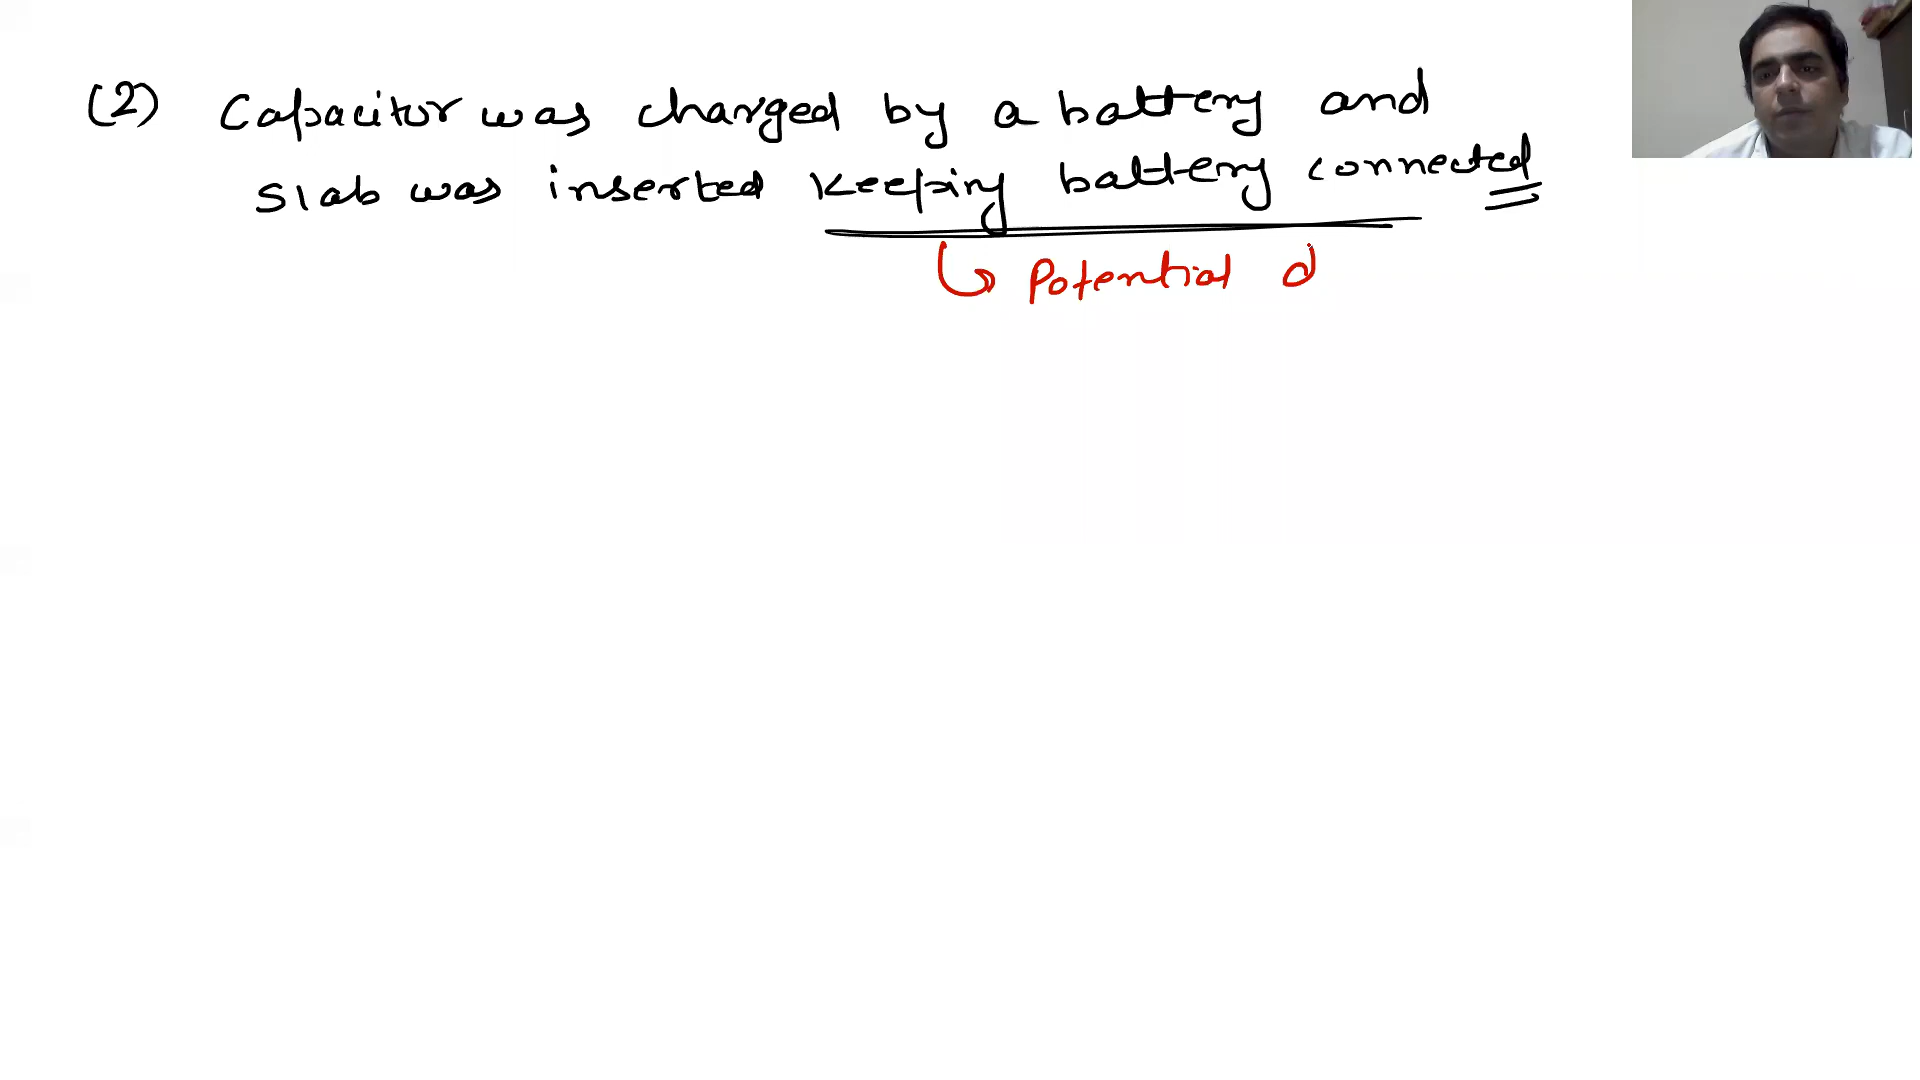 (2) Capacitor was charged by a battery and
slab was inserted keeping battery connected
Potential d